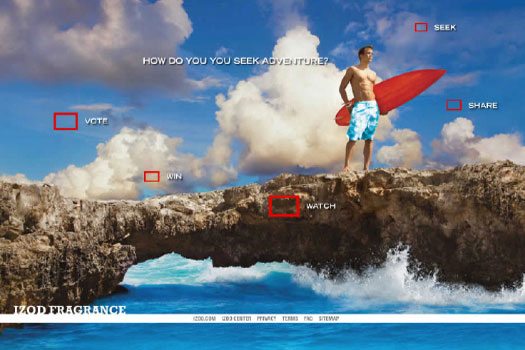 SEEK
HOW DO YOU YOU SEEK ADVENTURE?
SHARE
VOTE
WIN
WATCH
IZOD FRAGRANCE
IZOD.COM IZOD CENTER PRIVACY TERMS FAQ SITEMAP